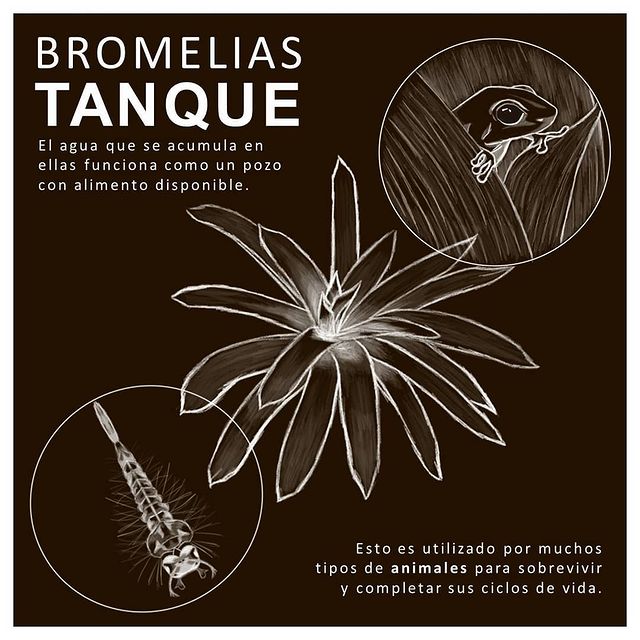 BROMELIAS
TANQUE
El agua que se acumula en
ellas funciona como un pozo
con alimento disponible.
Esto es utilizado por muchos
tipos de animales para sobrevivir
y completar sus ciclos de vida.